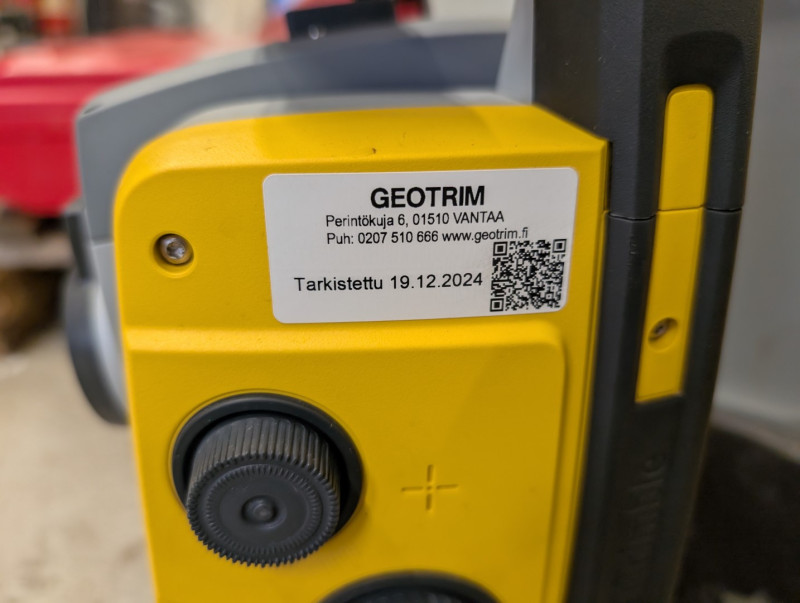 GEOTRIM
Perintökuja 6, 01510 VANTAA
Puh: 0207 510 666 www.geotrim.fi
Tarkistettu 19.12.2024